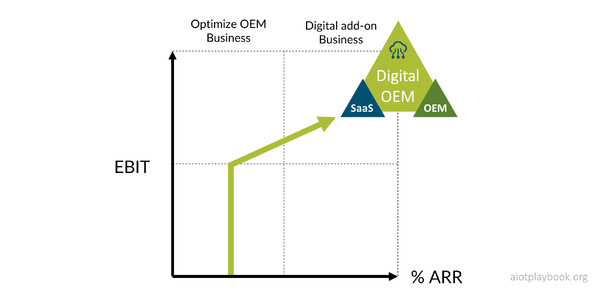 Optimize OEM
Business
Digital add-on
Business
Digital
OEM
SaaS
OEM
EBIT
% ARR
aiotplaybook.org